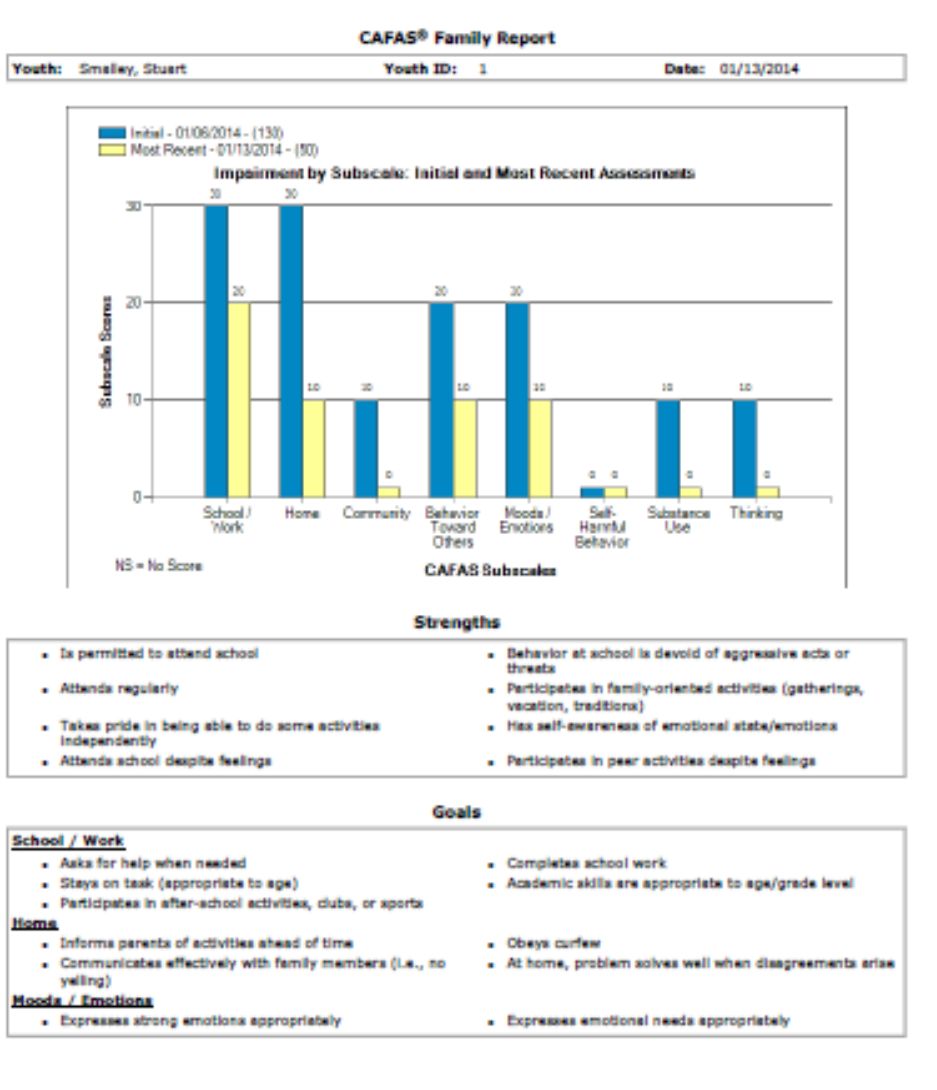 CAFAS® Family Report
Youth: Smalley, Stuart Youth ID: 1 Date: 01/13/2014
Initial - 01/06/2014 - (130)
Most Recent - 01/13/2014 - (50)
Impairment by Subscale: Initial and Most Recent Assessments
30 30
30
20 20 20 20
Subscale Scores
10 10 10 10 10 10 10
0 0 0 0 0 0
School / Work Home Community Behavior Toward Others Moods / Emotions Self-Harmful Behavior Substance Use Thinking
NS = No Score
CAFAS Subscales
Strengths
▪ Is permitted to attend school
▪ Behavior at school is devoid of aggressive acts or
threats
▪ Attends regularly
▪ Participates in family-oriented activities (gatherings,
vacation, traditions)
▪ Takes pride in being able to do some activities
independently
▪ Has self-awareness of emotional state/emotions
▪ Attends school despite feelings
▪ Participates in peer activities despite feelings
Goals
School / Work
▪ Asks for help when needed
▪ Completes school work
▪ Stays on task (appropriate to age)
▪ Academic skills are appropriate to age/grade level
▪ Participates in after-school activities, clubs, or sports
Home
▪ Informs parents of activities ahead of time
▪ Obeys curfew
▪ Communicates effectively with family members (i.e., no
yelling)
▪ At home, problem solves well when disagreements arise
Moods / Emotions
▪ Expresses strong emotions appropriately
▪ Expresses emotional needs appropriately